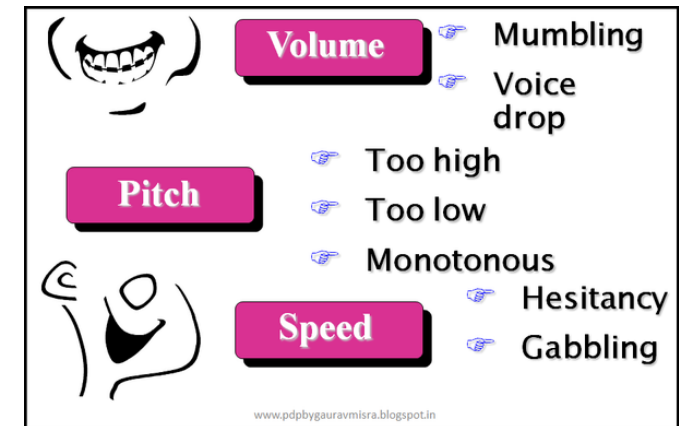 Volume
Mumbling
Voice
drop
Pitch
Too high
Too low
Monotonous
Speed
Hesitancy
Gabbling
www.pdpbygauravmisra.blogspot.in